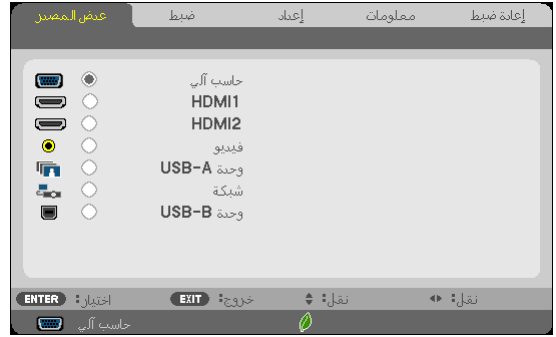 عرض المصدر ضبط إعداد معلومات إعادة ضبط
حاسب آلي
HDMI1
HDMI2
فيديو
وحدة USB-A
شبكة
وحدة USB-B
ENTER :اختيار EXIT :خروج نقل: نقل:
حاسب آلي